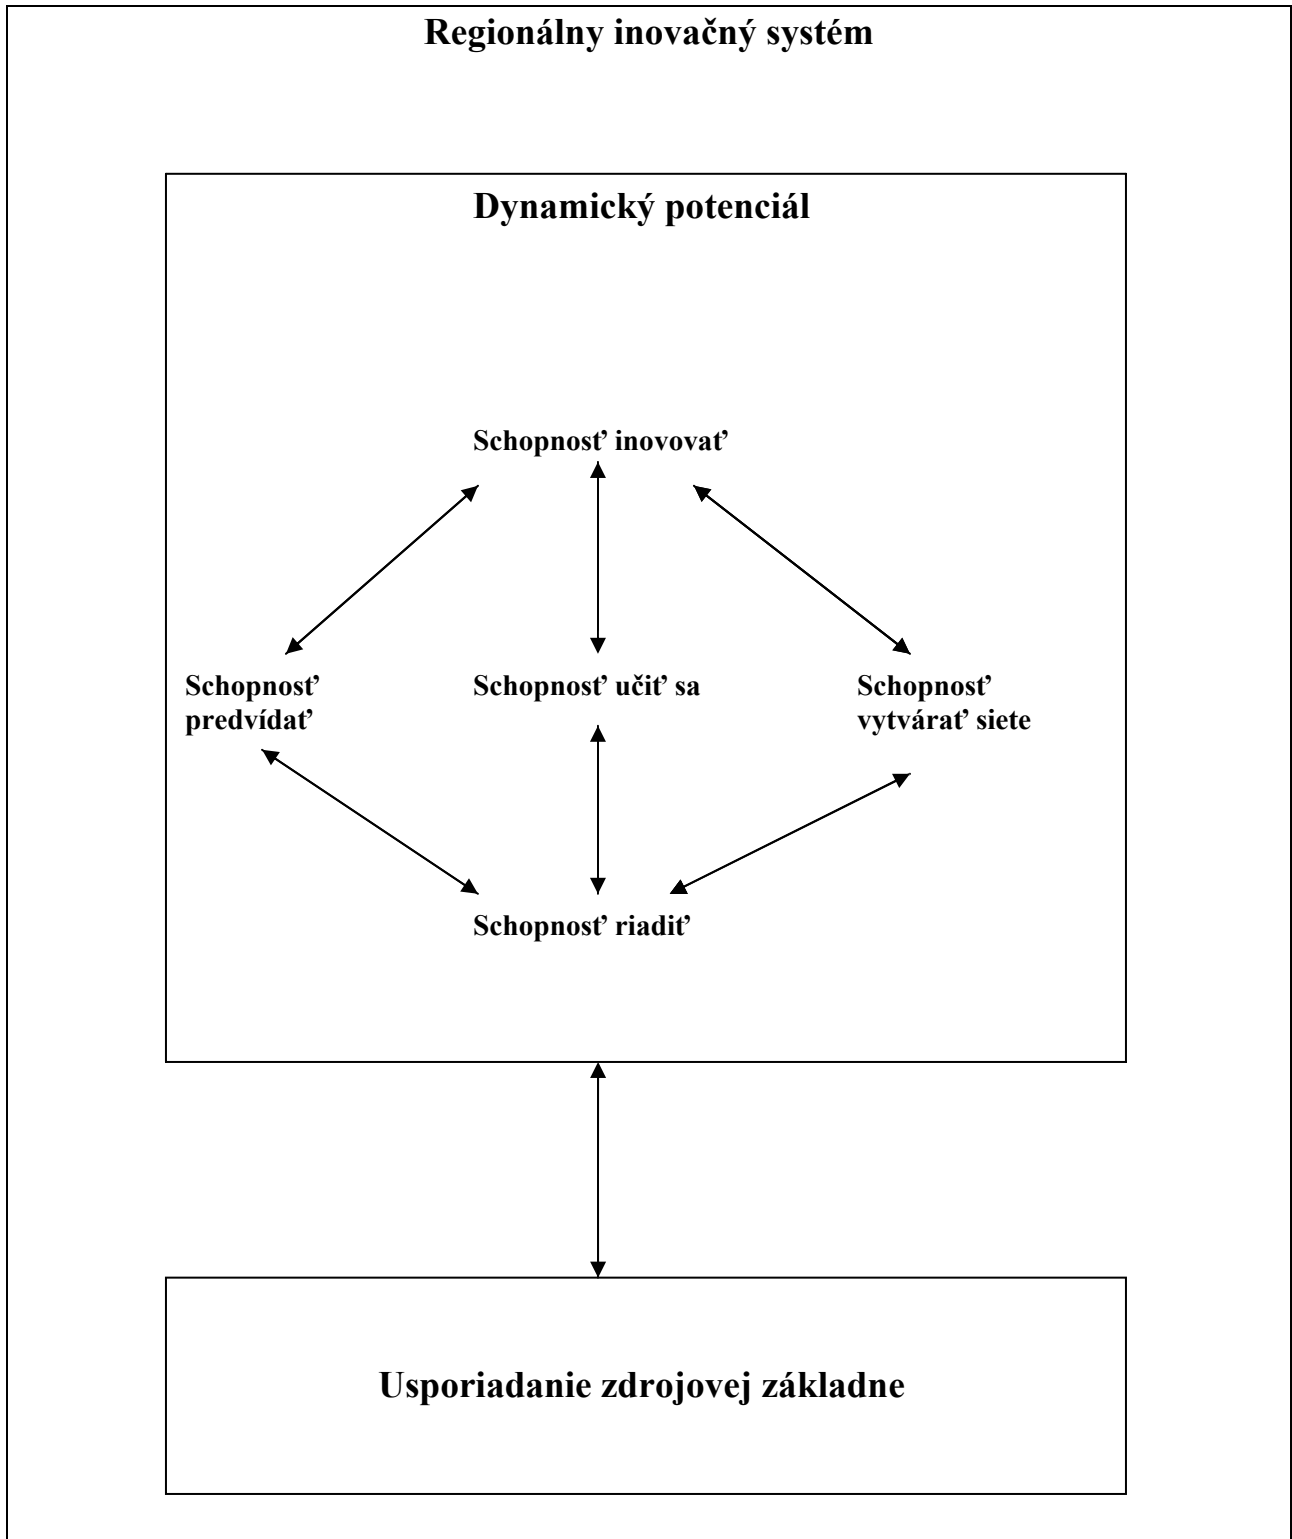 Regionálny inovačný systém
Dynamický potenciál
Schopnosť inovovať
Schopnosť
predvídať
Schopnosť učiť sa
Schopnosť
vytvárať siete
Schopnosť riadiť
Usporiadanie zdrojovej základne